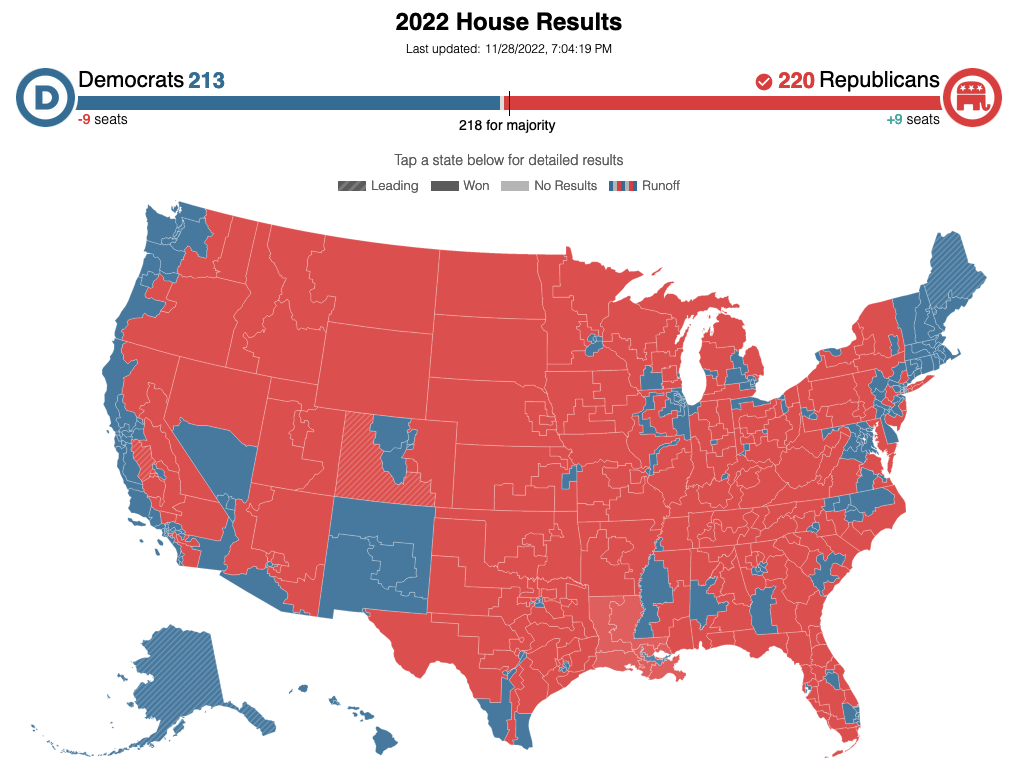 2022 House Results
Last updated: 11/28/2022, 7:04:19 PM
D
Democrats 213
220 Republicans
-9 seats
218 for majority
+9 seats
Tap a state below for detailed results
Leading
Won
No Results
Runoff